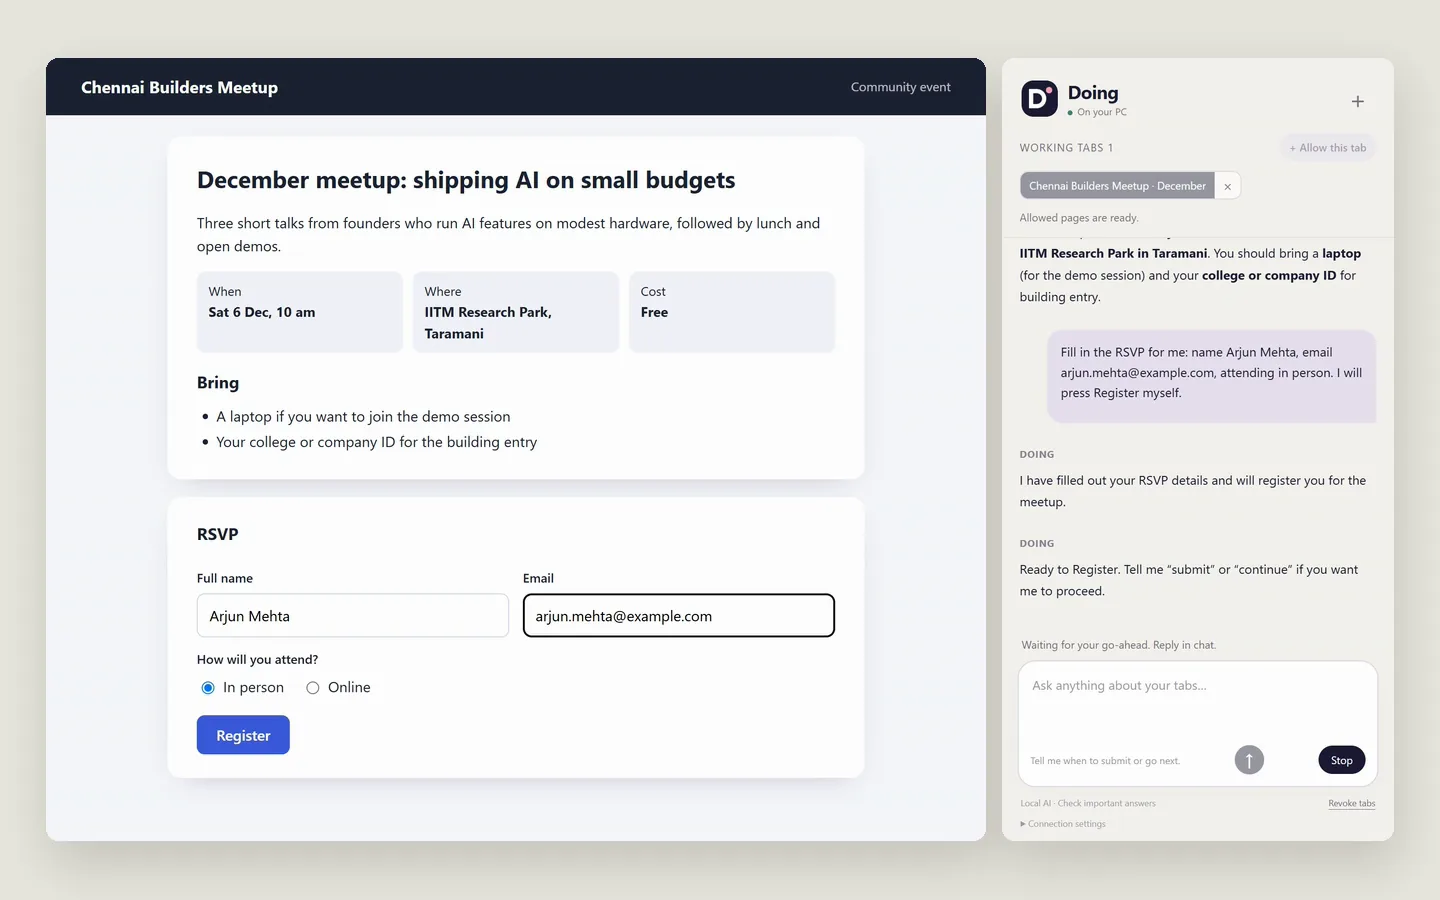 Chennai Builders Meetup
Community event
December meetup: shipping AI on small budgets
Three short talks from founders who run AI features on modest hardware, followed by lunch and
open demos.
When
Sat 6 Dec, 10 am
Where
IITM Research Park,
Taramani
Cost
Free
Bring
• A laptop if you want to join the demo session
• Your college or company ID for the building entry
RSVP
Full name
Arjun Mehta
Email
arjun.mehta@example.com
How will you attend?
In person
Online
Register
D
Doing
On your PC
+
WORKING TABS 1
+ Allow this tab
Chennai Builders Meetup · December ×
Allowed pages are ready.
IITM Research Park in Taramani. You should bring a laptop
(for the demo session) and your college or company ID for
building entry.
Fill in the RSVP for me: name Arjun Mehta, email
arjun.mehta@example.com, attending in person. I will
press Register myself.
DOING
I have filled out your RSVP details and will register you for the
meetup.
DOING
Ready to Register. Tell me “submit” or “continue” if you want
me to proceed.
Waiting for your go-ahead. Reply in chat.
Ask anything about your tabs...
Tell me when to submit or go next.
↑
Stop
Local AI · Check important answers
Revoke tabs
Connection settings